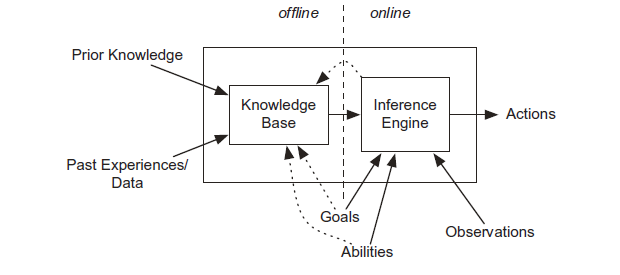 offline
online
Prior Knowledge
Knowledge
Base
Inference
Engine
Actions
Past Experiences/
Data
Goals
Observations
Abilities